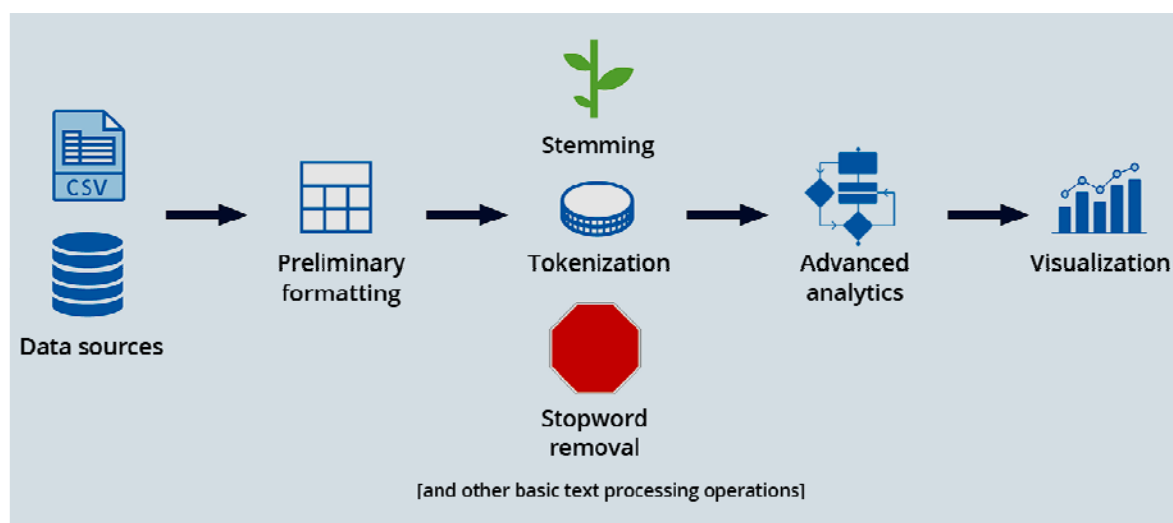 CSV
Data sources
Preliminary
formatting
Stemming
Tokenization
Stopword
removal
[and other basic text processing operations]
Advanced
analytics
Visualization